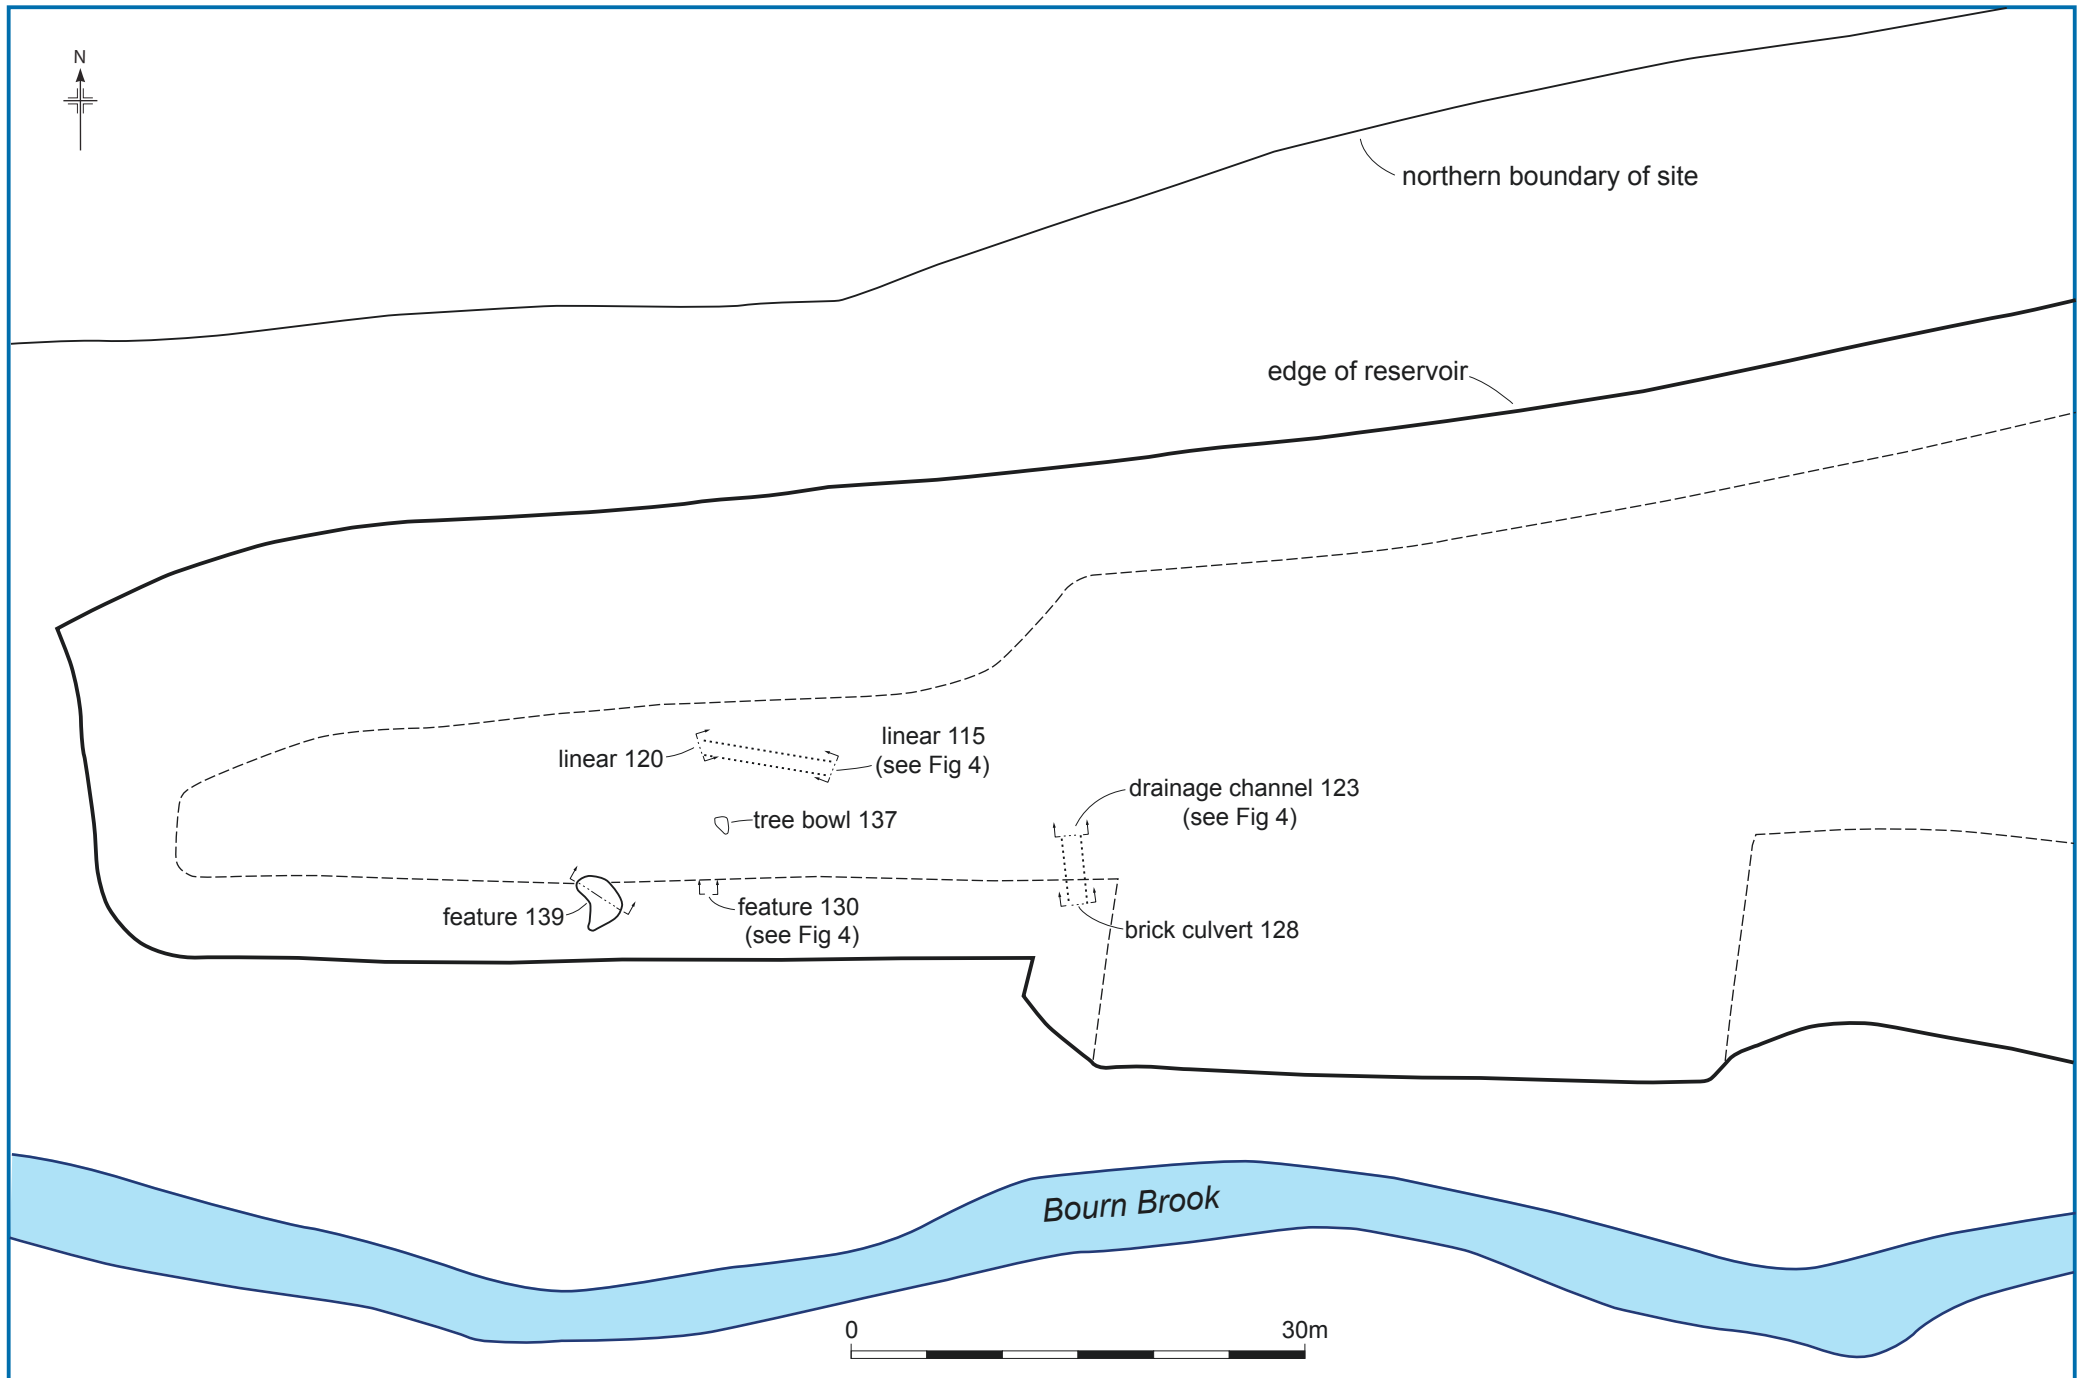 N
northern boundary of site
edge of reservoir
linear 120
linear 115
(see Fig 4)
drainage channel 123
(see Fig 4)
tree bowl 137
feature 139
feature 130
(see Fig 4)
brick culvert 128
Bourn Brook
0
30m